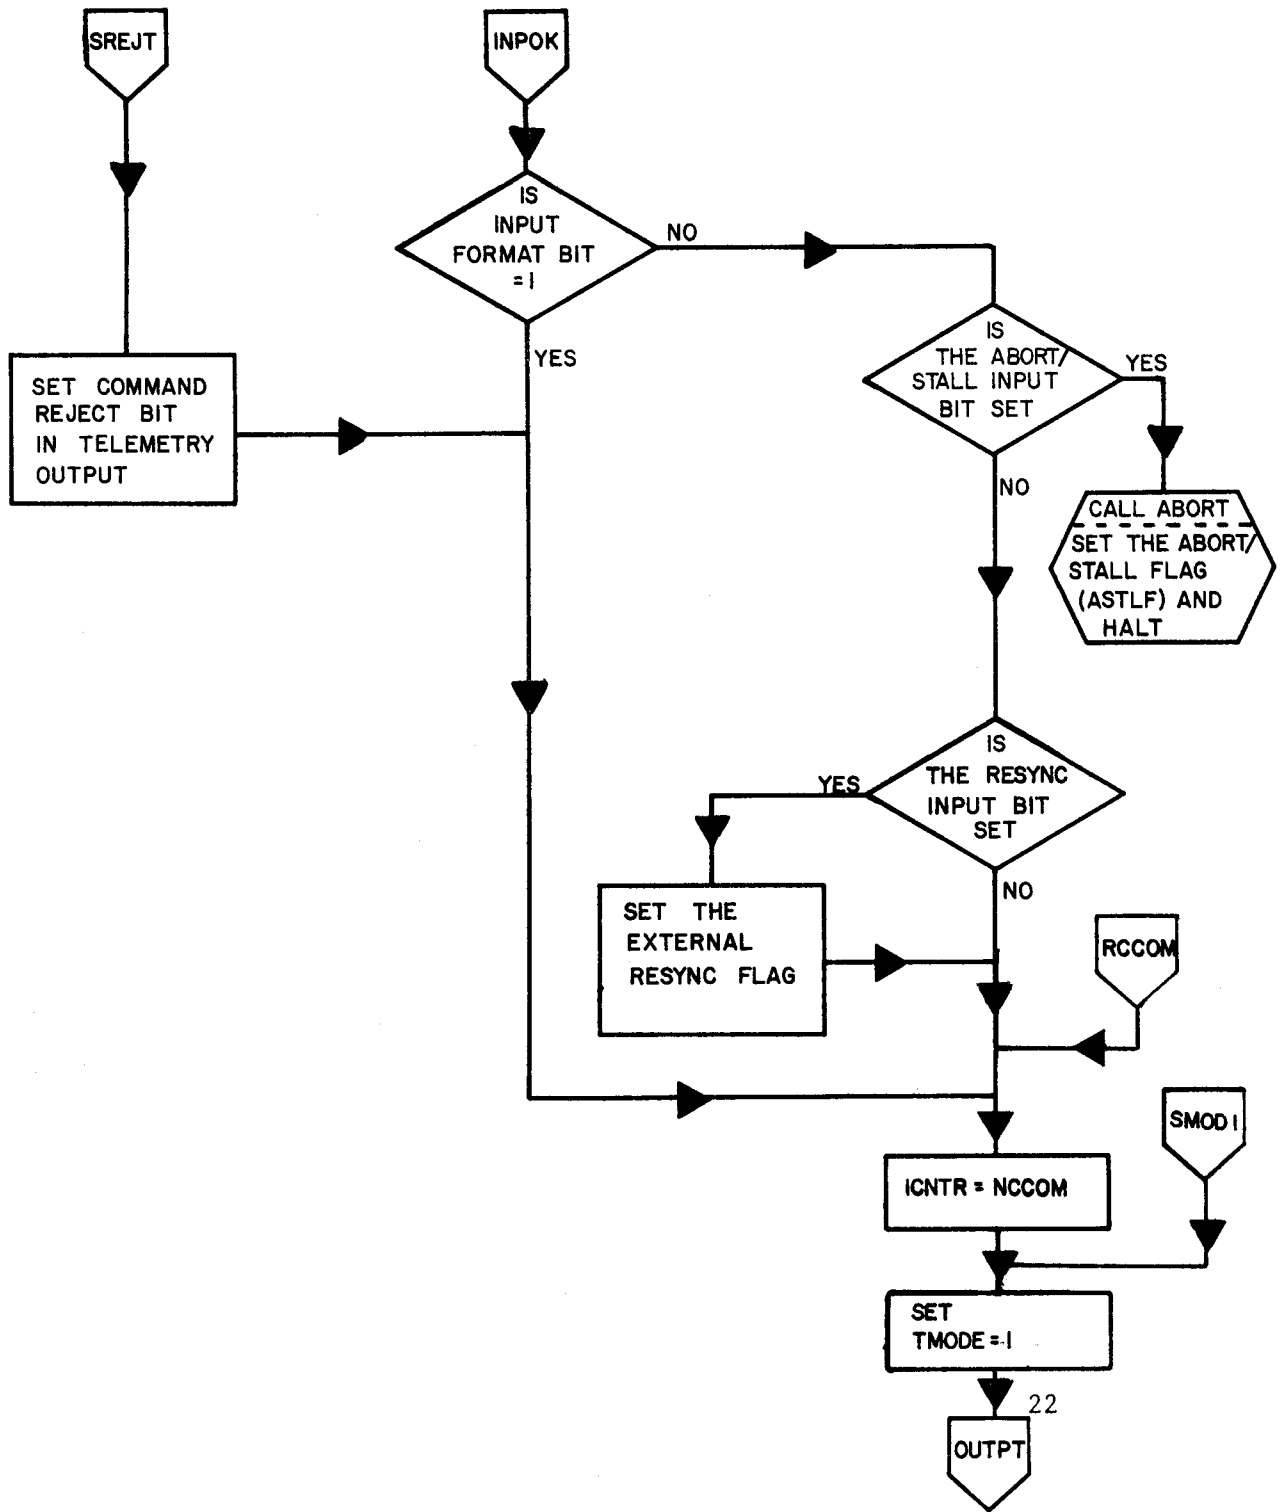 SREJT
INPOK
IS
INPUT
FORMAT BIT
=1
NO
YES
SET COMMAND
REJECT BIT
IN TELEMETRY
OUTPUT
IS
THE ABORT/
STALL INPUT
BIT SET
YES
NO
CALL ABORT
SET THE ABORT/
STALL FLAG
(ASTLF) AND
HALT
IS
THE RESYNC
INPUT BIT
SET
YES
NO
SET THE
EXTERNAL
RESYNC FLAG
RCCOM
SMOD1
ICNTR = NCCOM
SET
TMODE=1
22
OUTPT